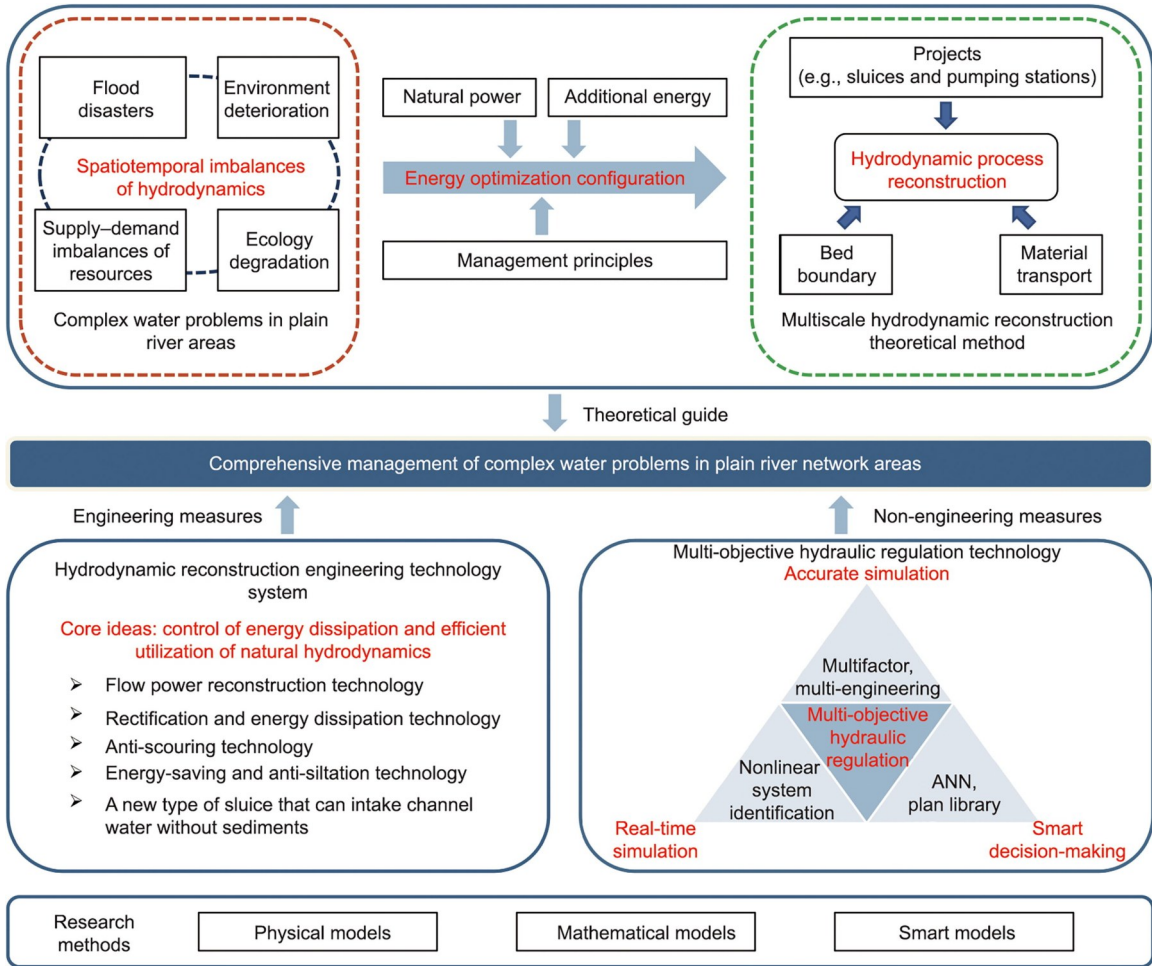 Flood
disasters
Environment
deterioration
Spatiotemporal imbalances
of hydrodynamics
Supply–demand
imbalances of
resources
Ecology
degradation
Complex water problems in plain
river areas
Natural power
Additional energy
Energy optimization configuration
Management principles
Projects
(e.g., sluices and pumping stations)
Hydrodynamic process
reconstruction
Bed
boundary
Material
transport
Multiscale hydrodynamic reconstruction
theoretical method
Theoretical guide
Comprehensive management of complex water problems in plain river network areas
Engineering measures
Non-engineering measures
Hydrodynamic reconstruction engineering technology
system
Core ideas: control of energy dissipation and efficient
utilization of natural hydrodynamics
➢ Flow power reconstruction technology
➢ Rectification and energy dissipation technology
➢ Anti-scouring technology
➢ Energy-saving and anti-siltation technology
➢ A new type of sluice that can intake channel
water without sediments
Multi-objective hydraulic regulation technology
Accurate simulation
Multifactor,
multi-engineering
Multi-objective
hydraulic
regulation
Nonlinear
system
identification
ANN,
plan library
Real-time
simulation
Smart
decision-making
Research
methods
Physical models
Mathematical models
Smart models